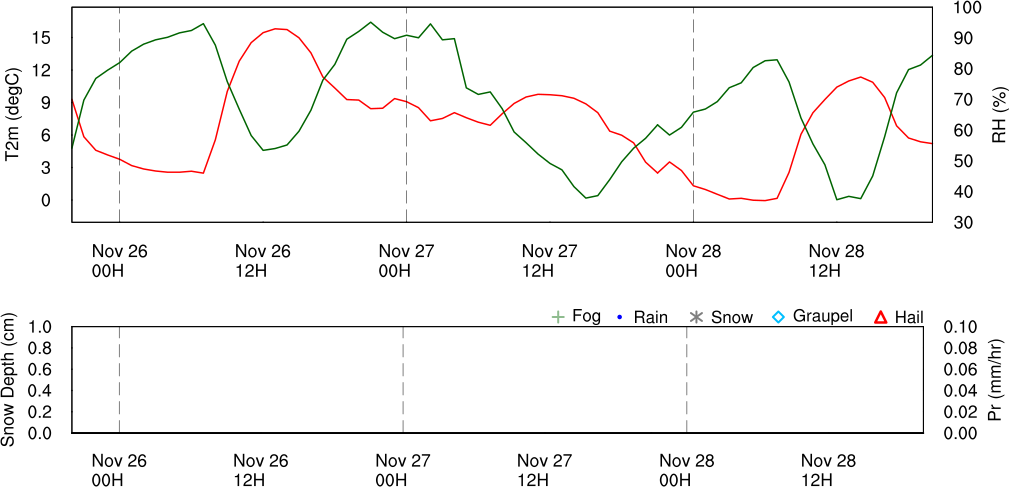 100
15
90
12
80
9
70
6
60
3
50
0
40
30
T2m (degC)
RH (%)
Nov 26 Nov 26 Nov 27 Nov 27 Nov 28 Nov 28
00H 12H 00H 12H 00H 12H
Fog Rain Snow Graupel Hail
1.0 0.10
0.8 0.08
0.6 0.06
0.4 0.04
0.2 0.02
0.0 0.00
Snow Depth (cm)
Pr (mm/hr)
Nov 26 Nov 26 Nov 27 Nov 27 Nov 28 Nov 28
00H 12H 00H 12H 00H 12H